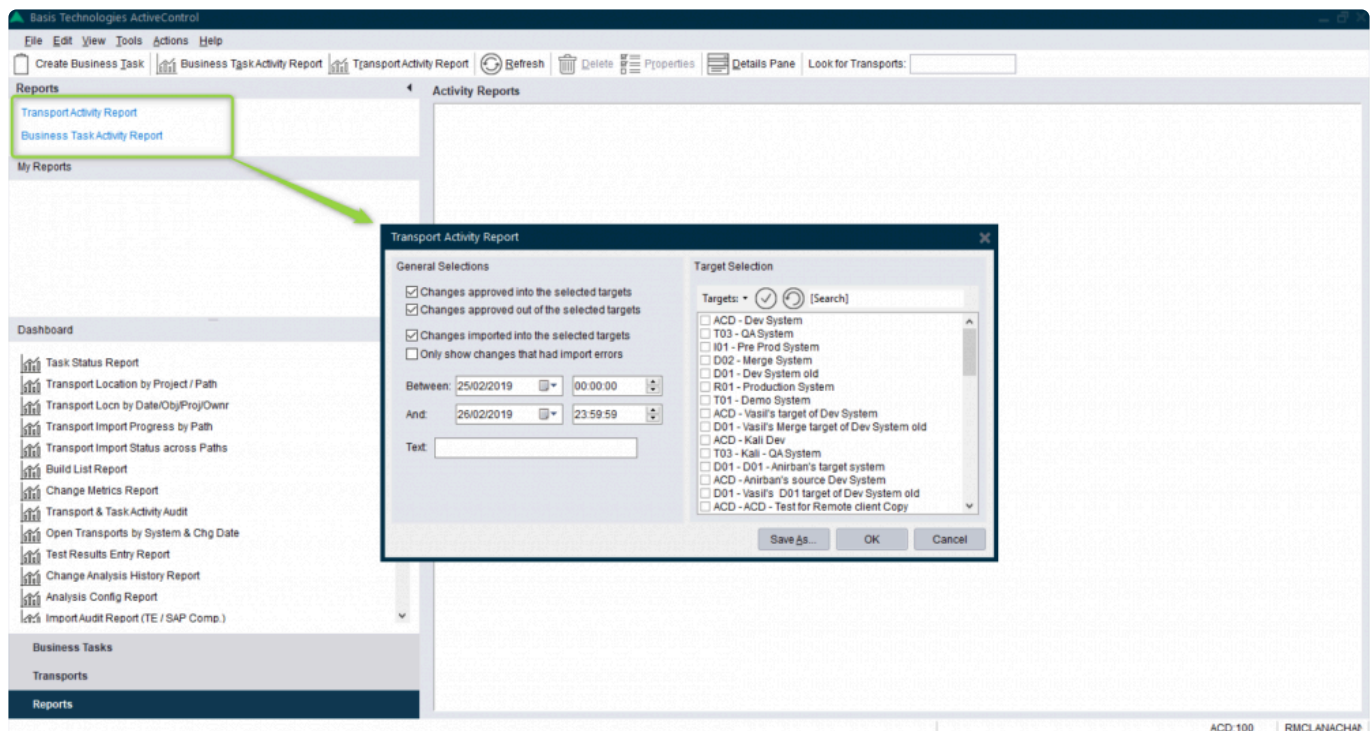 Basis Technologies ActiveControl
File Edit View Tools Actions Help
Create Business Task Business Task Activity Report Transport Activity Report Refresh Delete Properties Details Pane Look for Transports:
Reports
Activity Reports
Transport Activity Report
Business Task Activity Report
My Reports
Transport Activity Report
General Selections
Changes approved into the selected targets
Changes approved out of the selected targets
Changes imported into the selected targets
Only show changes that had import errors
Between: 25/02/2019 00:00:00
And: 26/02/2019 23:59:59
Text:
Target Selection
Targets: [Search]
ACD - Dev System
T03 - QA System
I01 - Pre Prod System
D02 - Merge System
D01 - Dev System old
R01 - Production System
T01 - Demo System
ACD - Vasil's target of Dev System
D01 - Vasil's Merge target of Dev System old
ACD - Kali Dev
T03 - Kali - QA System
D01 - D01 - Anirban's target system
ACD - Anirban's source Dev System
D01 - Vasil's D01 target of Dev System old
ACD - ACD - Test for Remote client Copy
Save As... OK Cancel
Dashboard
Task Status Report
Transport Location by Project / Path
Transport Locn by Date/Obj/Proj/Ownr
Transport Import Progress by Path
Transport Import Status across Paths
Build List Report
Change Metrics Report
Transport & Task Activity Audit
Open Transports by System & Chg Date
Test Results Entry Report
Change Analysis History Report
Analysis Config Report
Import Audit Report (TE / SAP Comp.)
Business Tasks
Transports
Reports
ACD:100 RMCLANACHAN